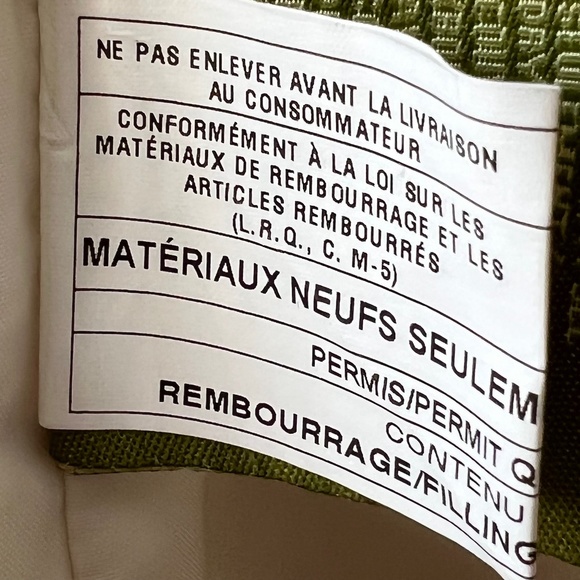 NE PAS ENLEVER AVANT LA LIVRAISON
AU CONSOMMATEUR
CONFORMÉMENT À LA LOI SUR LES
MATÉRIAUX DE REMBOURRAGE ET LES
ARTICLES REMBOURRÉS
(L.R.Q., C. M-5)
MATÉRIAUX NEUFS SEULEM
PERMIS/PERMIT Q
CONTENU
REMBOURRAGE/FILLING